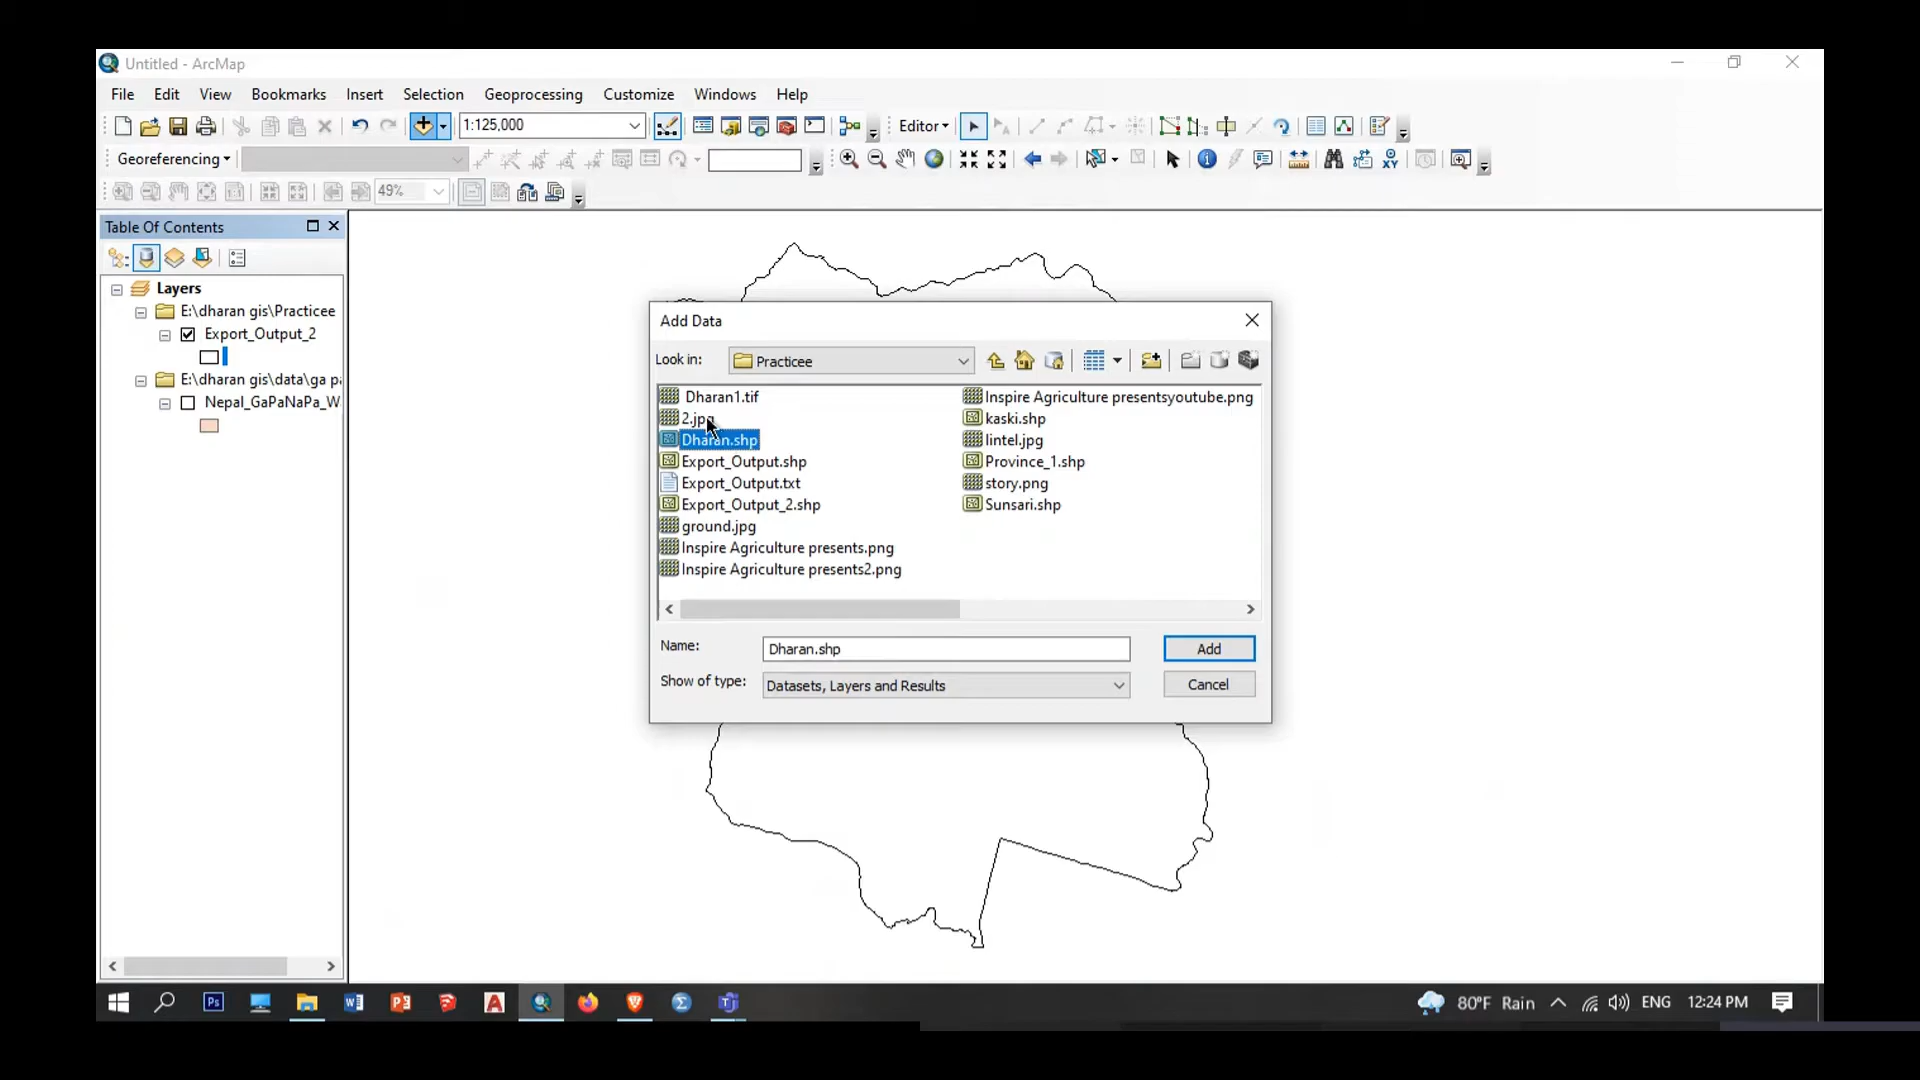 Untitled - ArcMap
File Edit View Bookmarks Insert Selection Geoprocessing Customize Windows Help
1:125,000 Editor
Georeferencing
49%
Table Of Contents
Layers
E:\dharan gis\Practicee
Export_Output_2
E:\dharan gis\data\ga pa
Nepal_GaPaNaPa_W
Add Data
Look in: Practicee
Dharan1.tif
2.jpg
Dharan.shp
Export_Output.shp
Export_Output.txt
Export_Output_2.shp
ground.jpg
Inspire Agriculture presents.png
Inspire Agriculture presents2.png
Inspire Agriculture presentsyoutube.png
kaski.shp
lintel.jpg
Province_1.shp
story.png
Sunsari.shp
Name: Dharan.shp Add
Show of type: Datasets, Layers and Results Cancel
80°F Rain ENG 12:24 PM